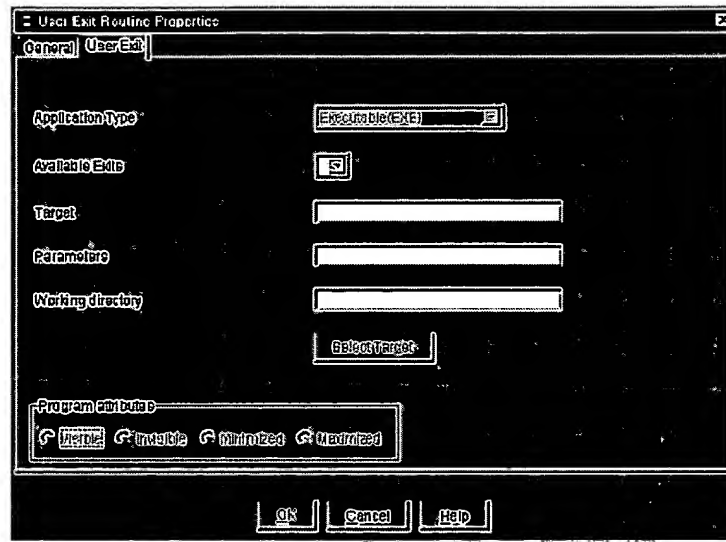 User Exit Routine Properties
General User Exit
Application Type Executable(EXE)
Available Exits
Target
Parameters
Working directory
Select Target
Program attributes
Visible Invisible Minimized Maximized
OK Cancel Help